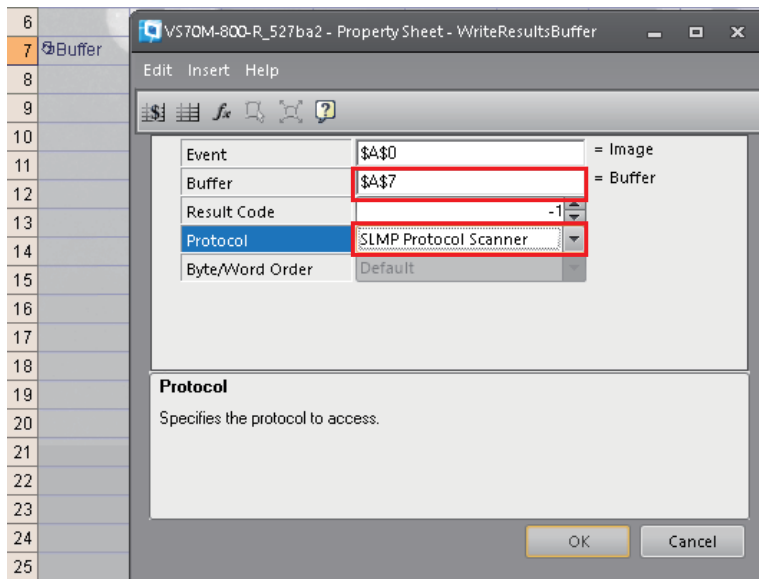 6
VS70M-800-R_527ba2 - Property Sheet - WriteResultsBuffer
7 Buffer
Edit Insert Help
8
9
10
Event $A$0 = Image
11
Buffer $A$7 = Buffer
12
Result Code -1
13
Protocol SLMP Protocol Scanner
14
Byte/Word Order Default
15
16
17
18
Protocol
19
Specifies the protocol to access.
20
21
22
23
24
OK Cancel
25